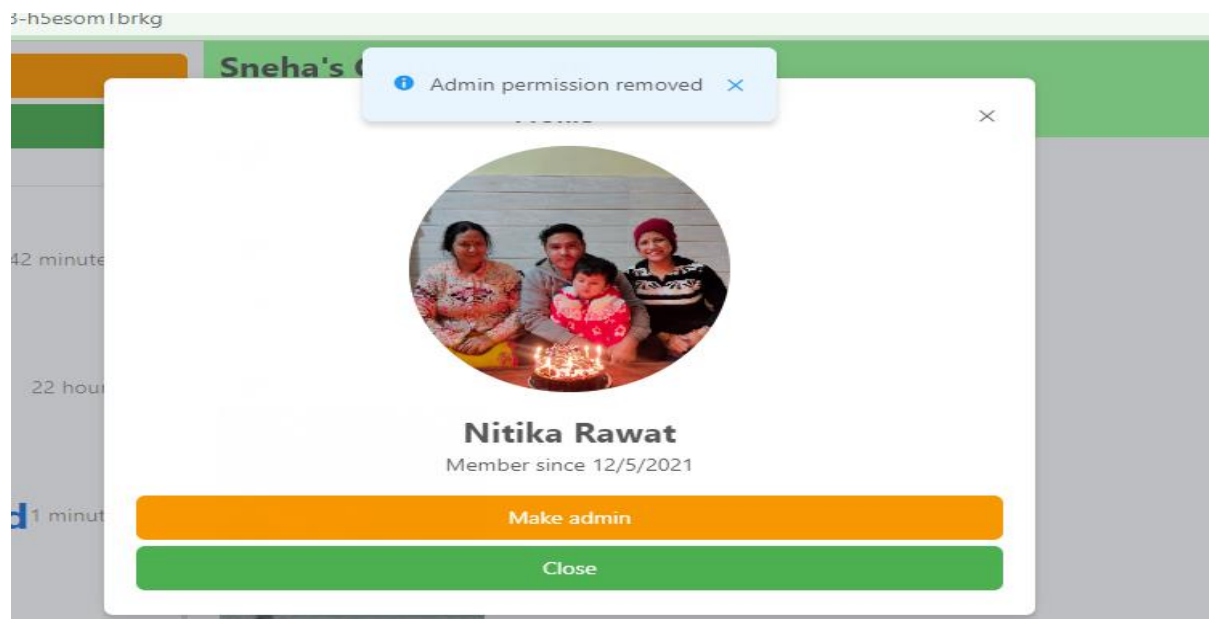 3-h5esom1brkg
Sneha's
Admin permission removed
42 minute
22 hour
Nitika Rawat
Member since 12/5/2021
1 minut
Make admin
Close